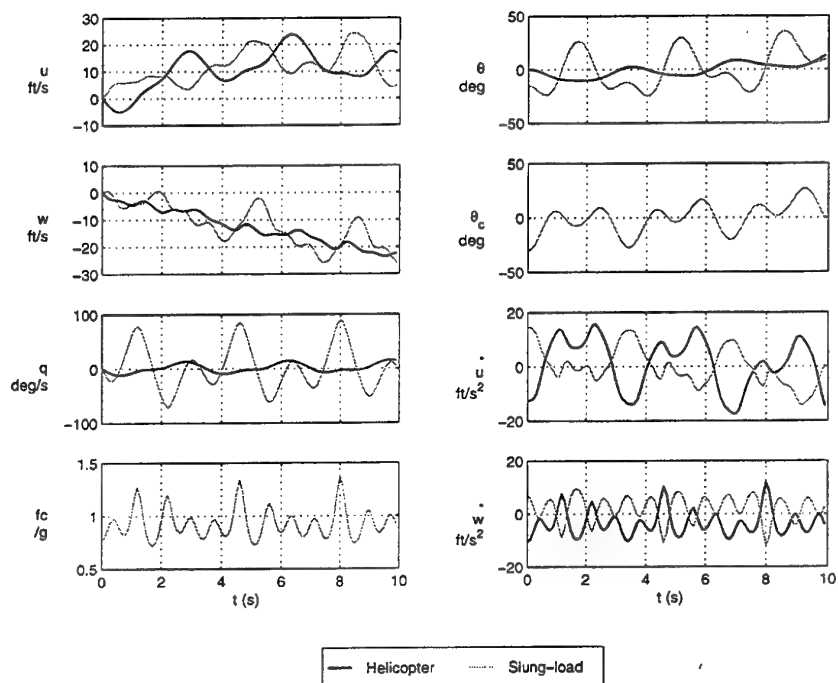 30
20
u
10
ft/s
0
-10
50
θ
0
deg
-50
10
0
w
-10
ft/s
-20
-30
50
θc
0
deg
-50
100
q
0
deg/s
-100
20
0
u̇
ft/s²
-20
1.5
fc
1
/g
0.5
0 2 4 6 8 10
t (s)
20
0
ẇ
ft/s²
-20
0 2 4 6 8 10
t (s)
Helicopter Slung-load